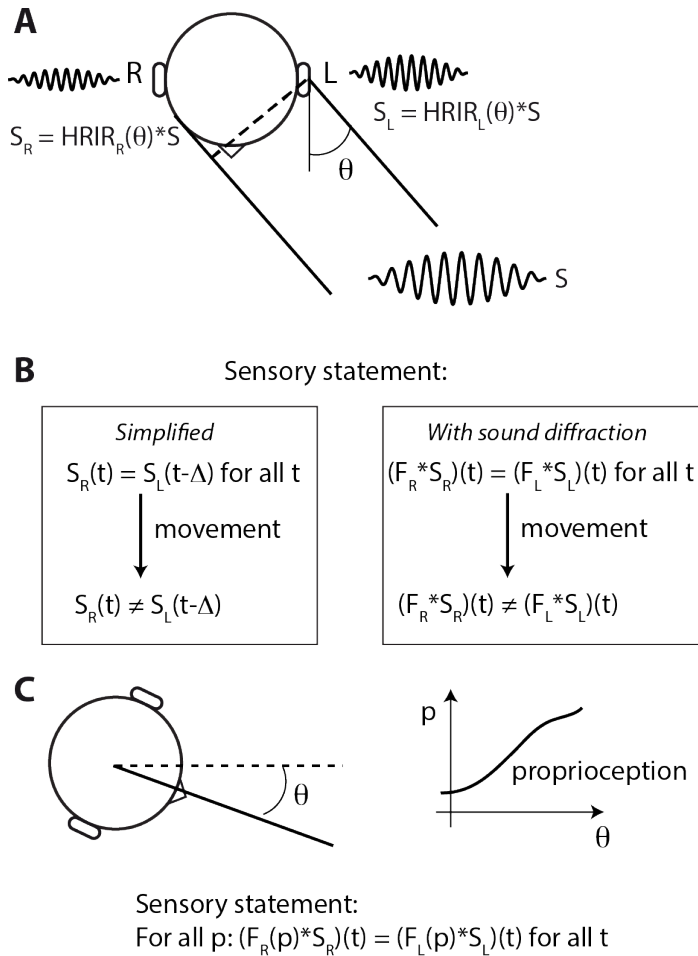 A
R
L
S_R = HRIR_R(θ)*S
S_L = HRIR_L(θ)*S
θ
S
B
Sensory statement:
Simplified
S_R(t) = S_L(t-Δ) for all t
movement
S_R(t) ≠ S_L(t-Δ)
With sound diffraction
(F_R*S_R)(t) = (F_L*S_L)(t) for all t
movement
(F_R*S_R)(t) ≠ (F_L*S_L)(t)
C
θ
p
proprioception
θ
Sensory statement:
For all p: (F_R(p)*S_R)(t) = (F_L(p)*S_L)(t) for all t